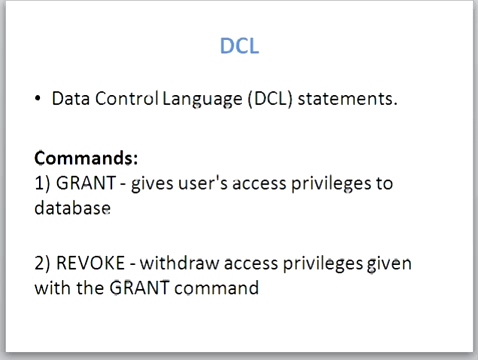 DCL
• Data Control Language (DCL) statements.
Commands:
1) GRANT - gives user's access privileges to
database
2) REVOKE - withdraw access privileges given
with the GRANT command